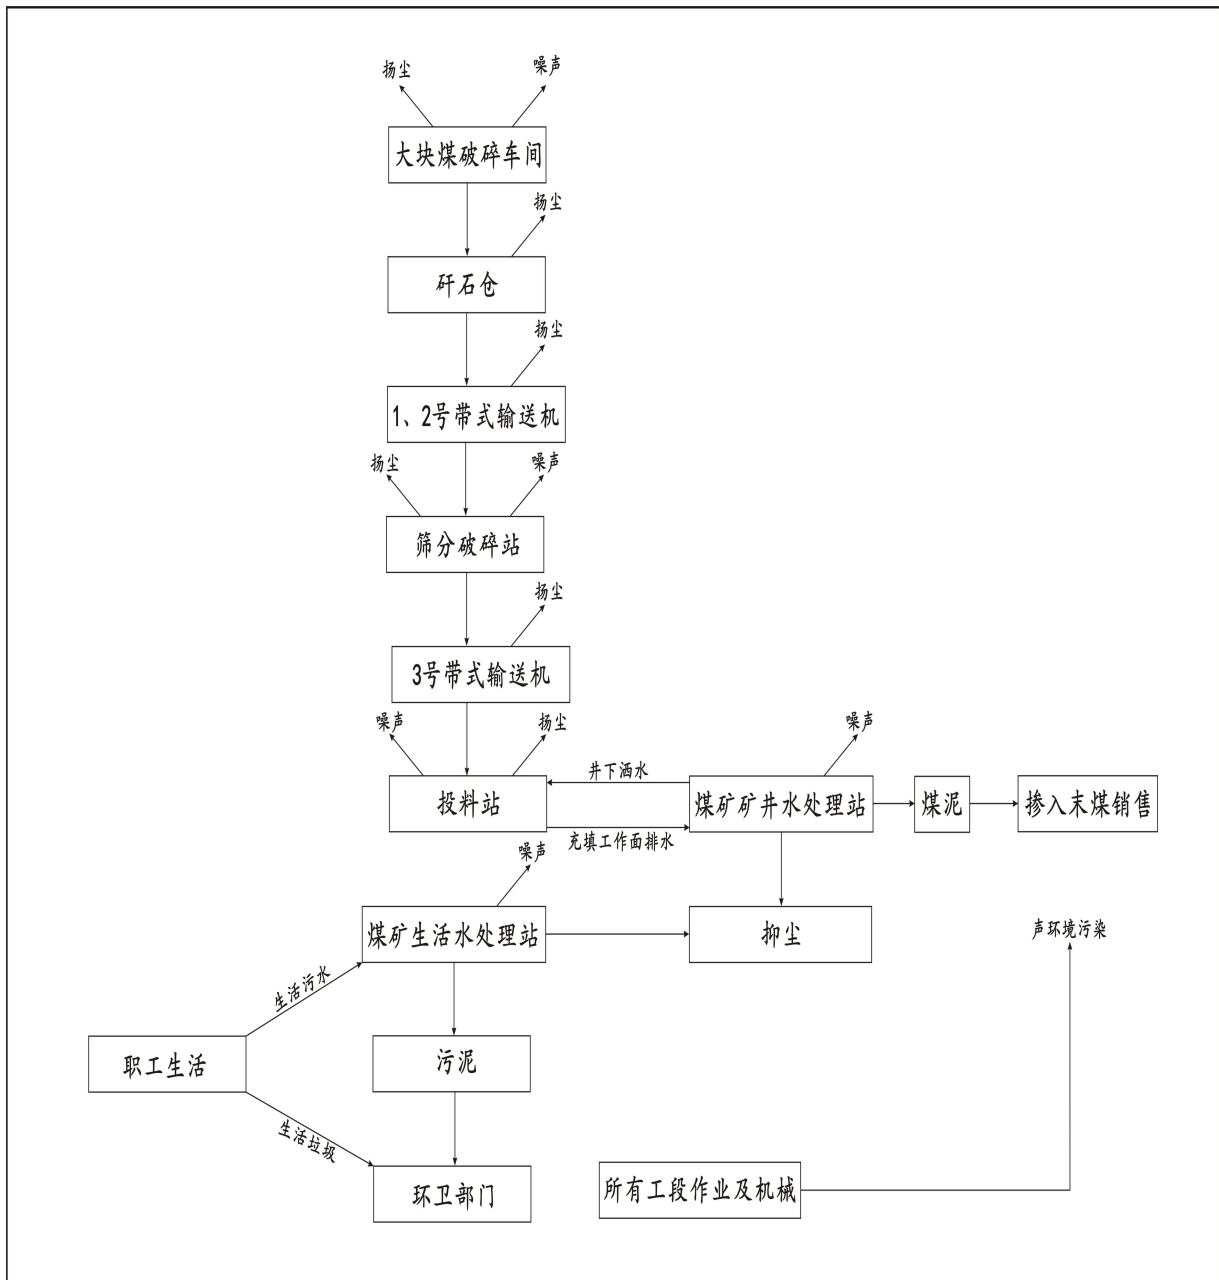 扬尘
噪声
大块煤破碎车间
扬尘
矸石仓
扬尘
1、2号带式输送机
扬尘
噪声
筛分破碎站
扬尘
3号带式输送机
噪声
扬尘
噪声
井下洒水
投料站
煤矿矿井水处理站
煤泥
掺入末煤销售
充填工作面排水
噪声
煤矿生活水处理站
抑尘
声环境污染
生活污水
职工生活
污泥
生活垃圾
环卫部门
所有工段作业及机械